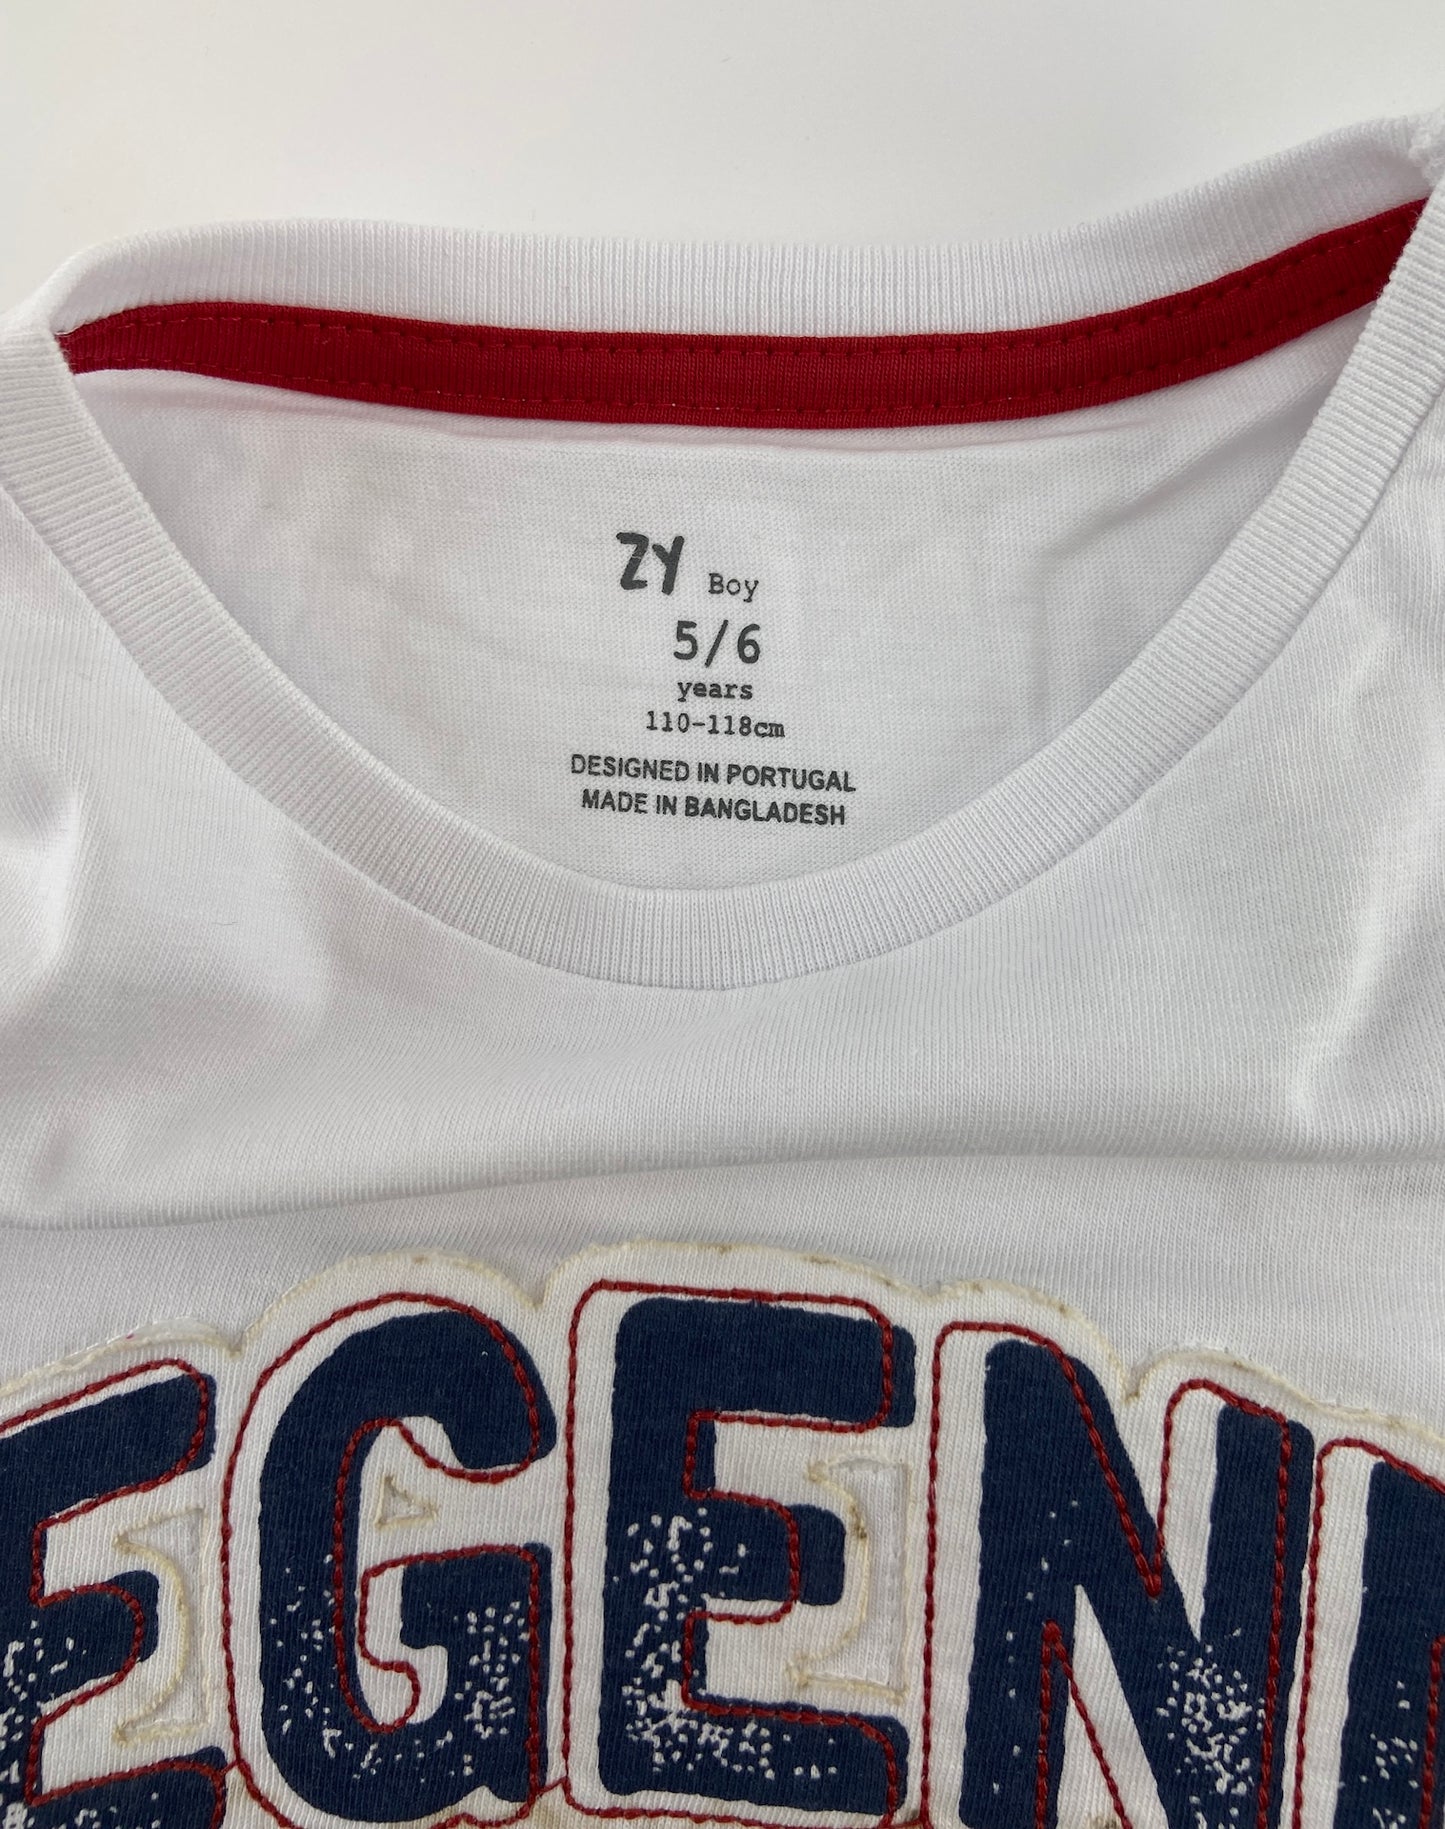 ZY Boy
5/6
years
110-118cm
DESIGNED IN PORTUGAL
MADE IN BANGLADESH
EGEN